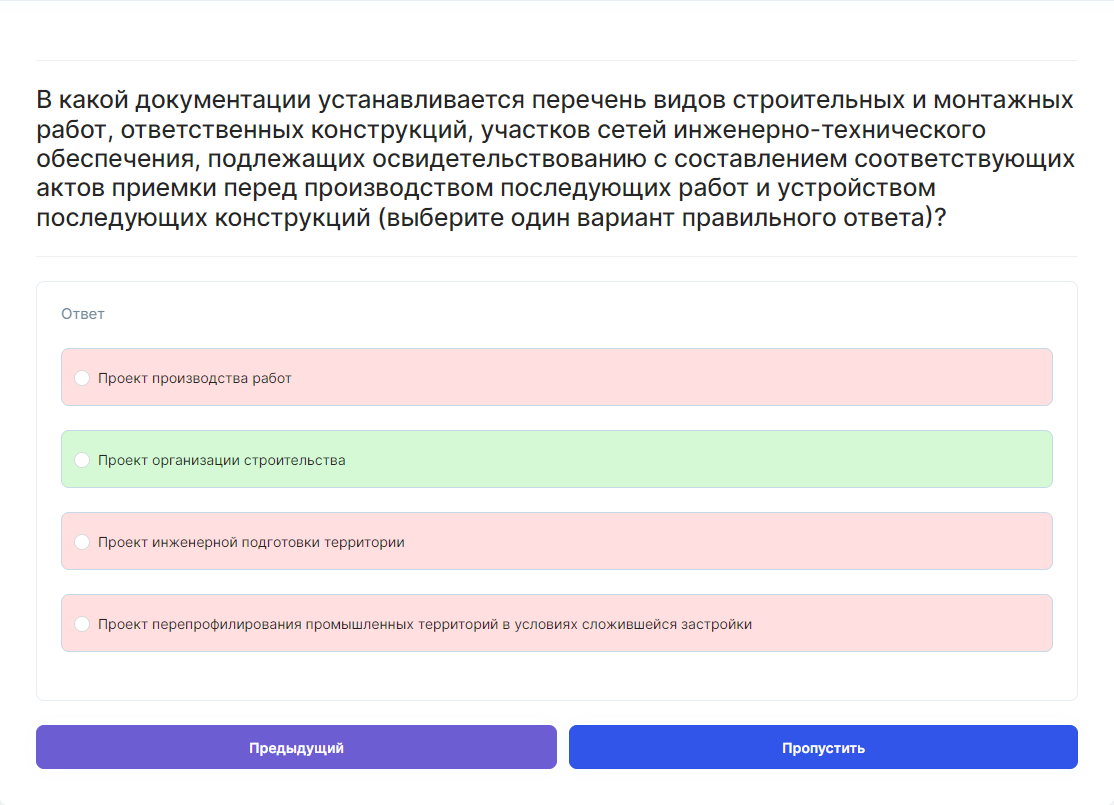 В какой документации устанавливается перечень видов строительных и монтажных
работ, ответственных конструкций, участков сетей инженерно-технического
обеспечения, подлежащих освидетельствованию с составлением соответствующих
актов приемки перед производством последующих работ и устройством
последующих конструкций (выберите один вариант правильного ответа)?
Ответ
Проект производства работ
Проект организации строительства
Проект инженерной подготовки территории
Проект перепрофилирования промышленных территорий в условиях сложившейся застройки
Предыдущий
Пропустить